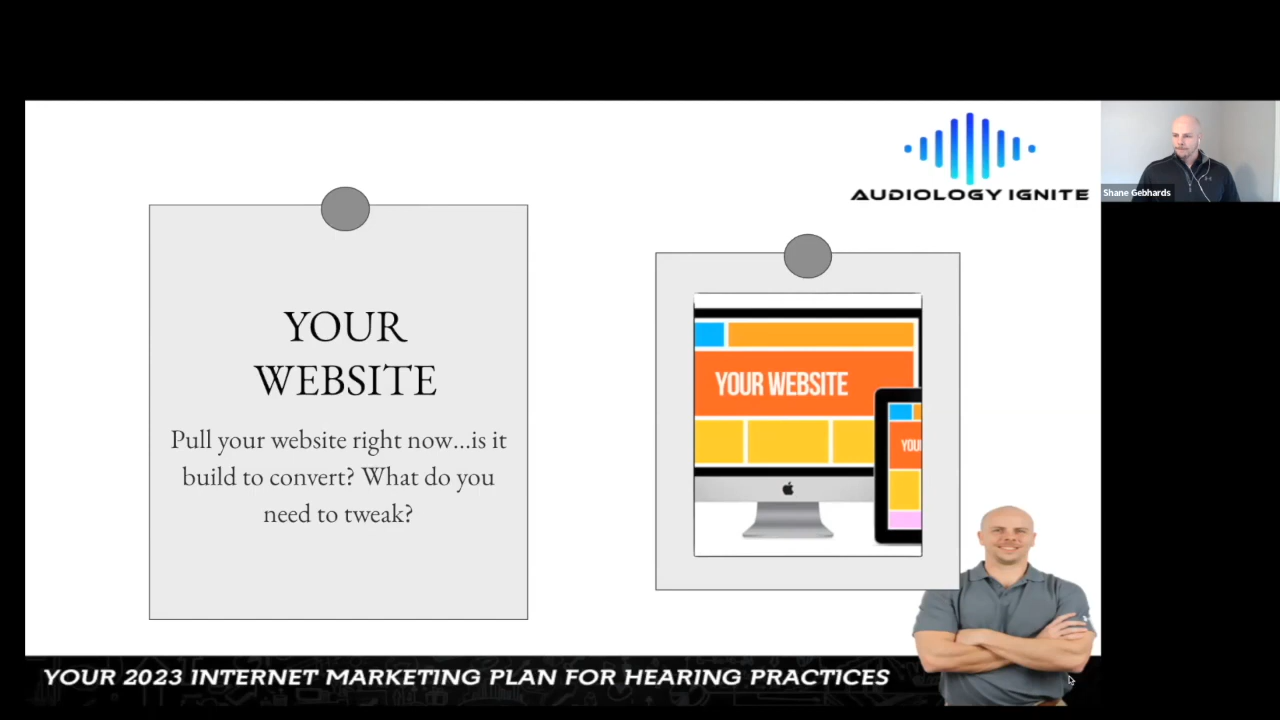 AUDIOLOGY IGNITE
Shane Gebhards
YOUR
WEBSITE
Pull your website right now...is it
build to convert? What do you
need to tweak?
YOUR WEBSITE
YOU
YOUR 2023 INTERNET MARKETING PLAN FOR HEARING PRACTICES